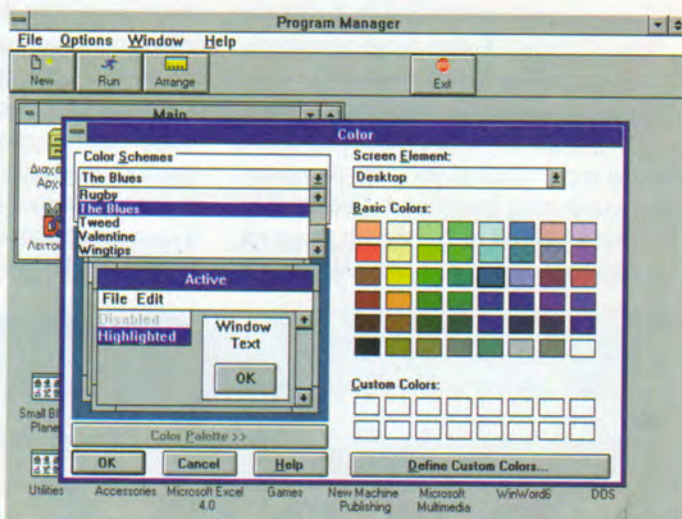 Program Manager
File Options Window Help
New Run Arrange Exit
Main
Color
Color Schemes
The Blues
Rugby
The Blues
Tweed
Valentine
Wingtips
Active
File Edit
Disabled
Highlighted
Window
Text
OK
Color Palette >>
OK Cancel Help
Screen Element:
Desktop
Basic Colors:
Custom Colors:
Define Custom Colors...
Utilities Accessories Microsoft Excel
4.0 Games New Machine
Publishing Microsoft
Multimedia WinWord6 DOS